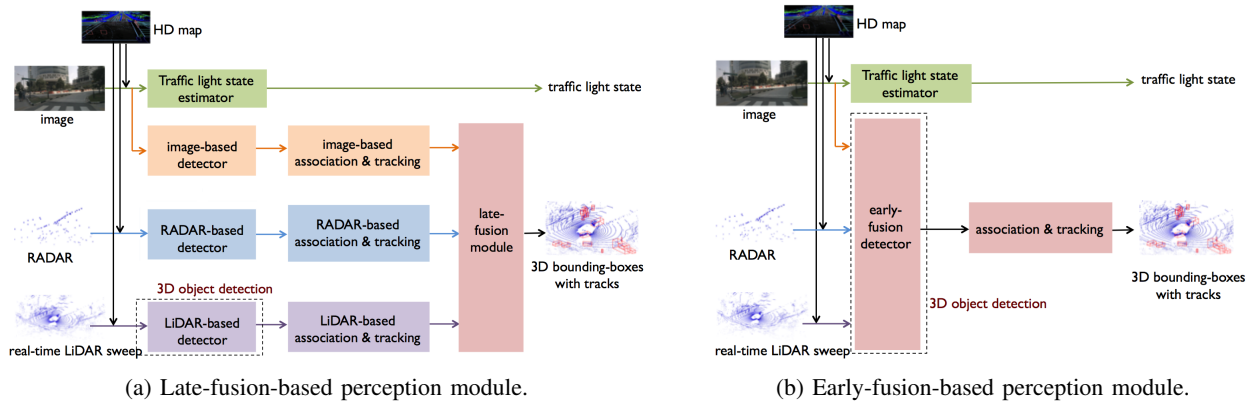 HD map
Traffic light state
estimator
traffic light state
image
image-based
detector
image-based
association & tracking
RADAR-based
detector
RADAR-based
association & tracking
late-
fusion
module
RADAR
3D bounding-boxes
with tracks
3D object detection
LiDAR-based
detector
LiDAR-based
association & tracking
real-time LiDAR sweep
(a) Late-fusion-based perception module.
HD map
Traffic light state
estimator
traffic light state
image
early-
fusion
detector
association & tracking
RADAR
3D bounding-boxes
with tracks
3D object detection
real-time LiDAR sweep
(b) Early-fusion-based perception module.